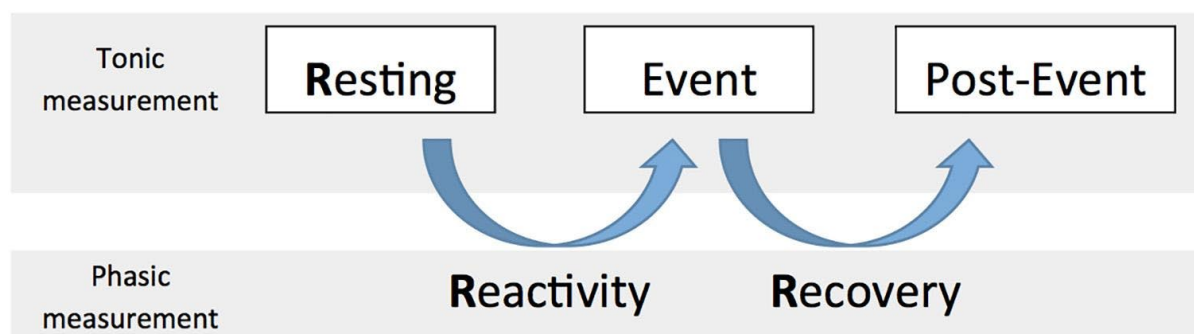 Tonic
measurement
Resting
Event
Post-Event
Phasic
measurement
Reactivity
Recovery